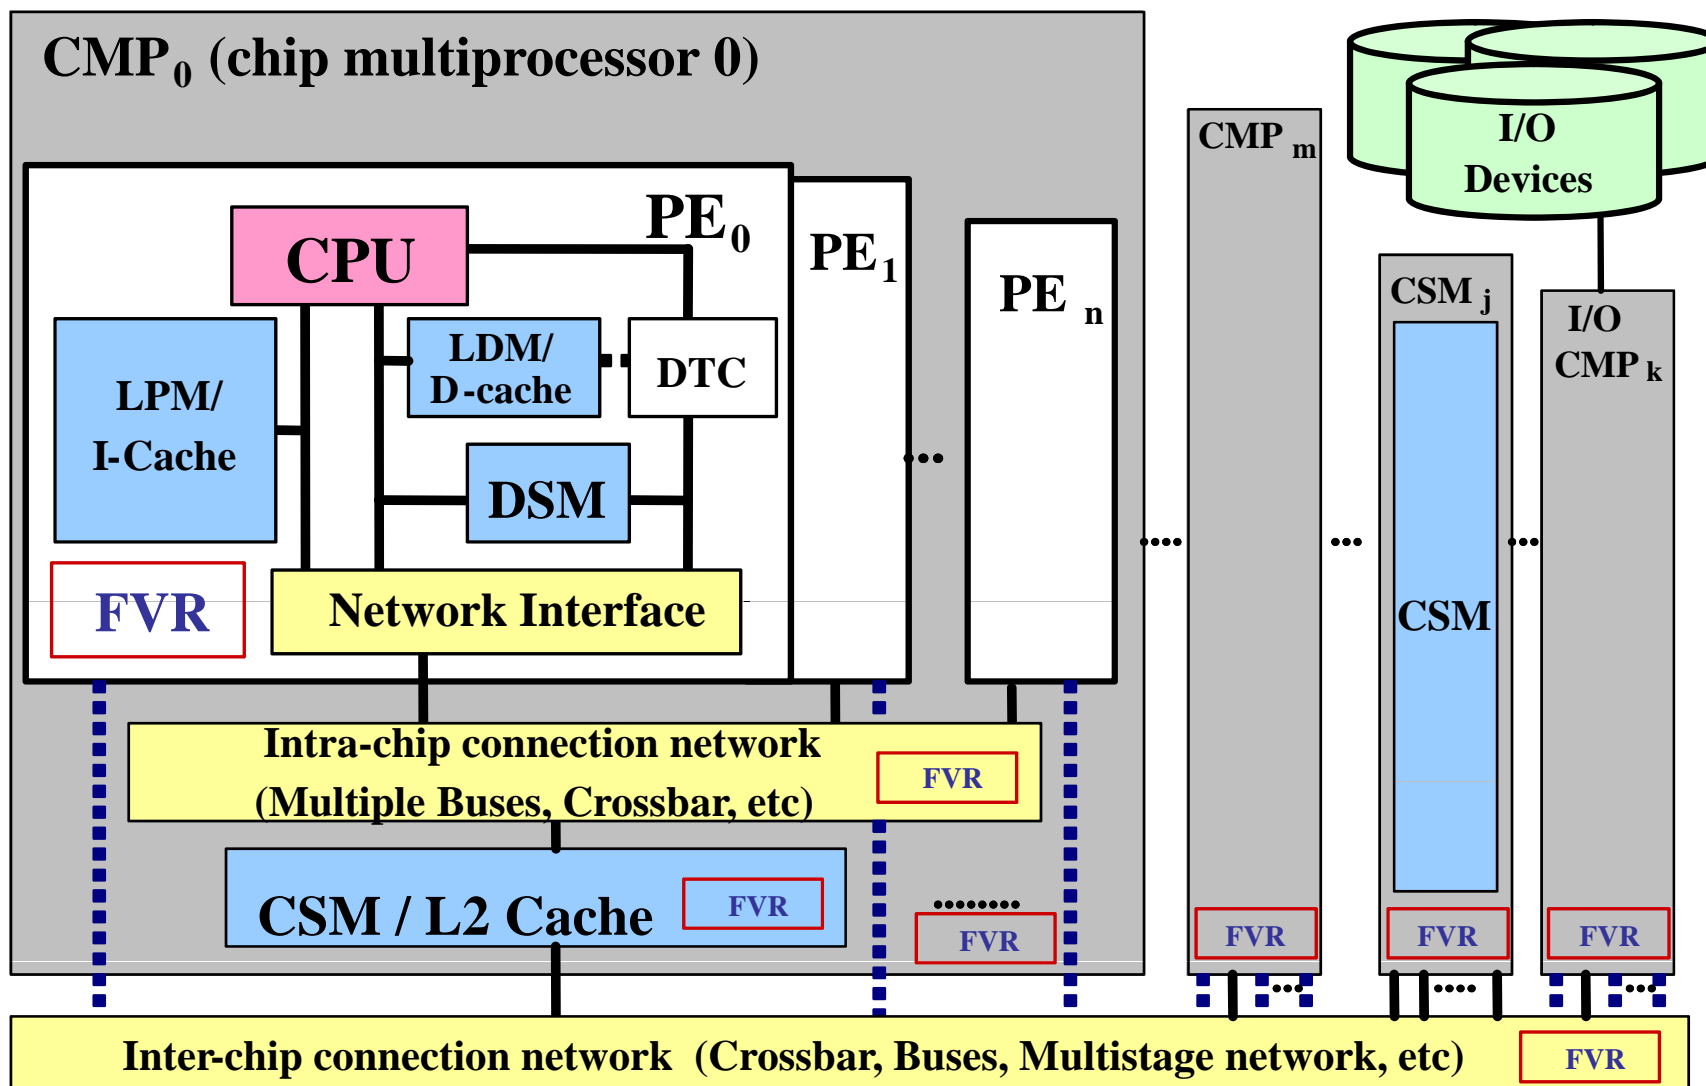 CMP0 (chip multiprocessor 0)
I/O
Devices
CMP m
PE0
CPU
PE1
PE n
CSM j
I/O
CMP k
LPM/
I-Cache
LDM/
D-cache
DTC
DSM
FVR
Network Interface
CSM
Intra-chip connection network
(Multiple Buses, Crossbar, etc)
FVR
CSM / L2 Cache
FVR
FVR
FVR
FVR
FVR
Inter-chip connection network (Crossbar, Buses, Multistage network, etc)
FVR